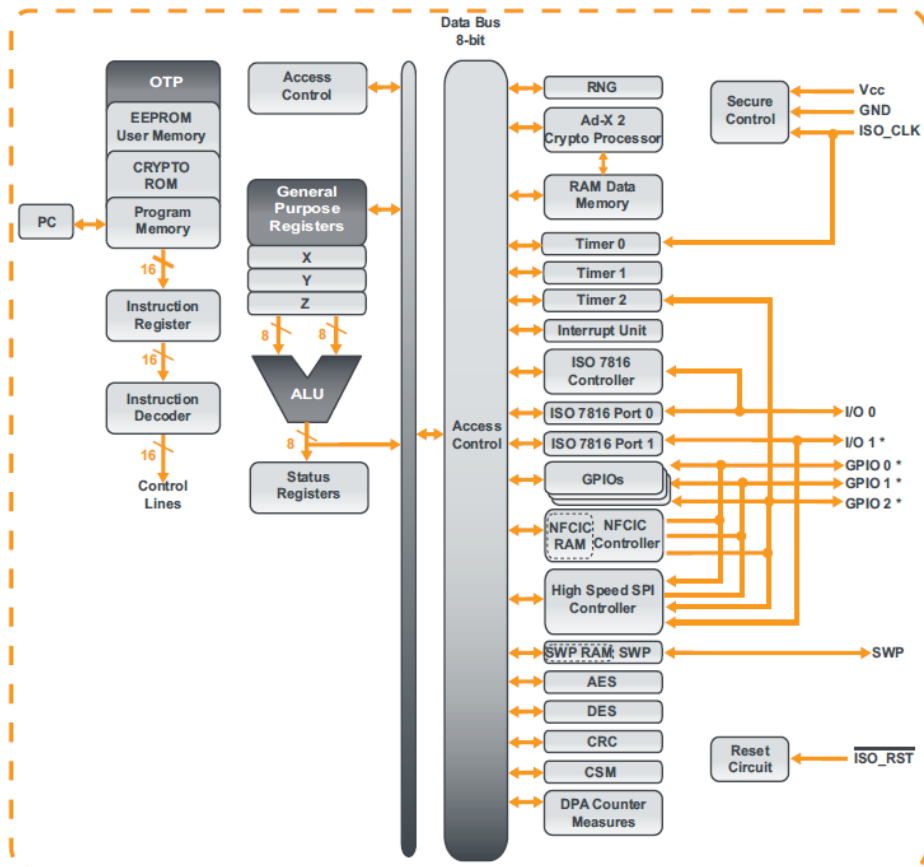 Data Bus
8-bit
OTP
EEPROM
User Memory
CRYPTO
ROM
Program
Memory
PC
16
Instruction
Register
16
Instruction
Decoder
16
Control
Lines
Access
Control
General
Purpose
Registers
X
Y
Z
8
8
ALU
8
Status
Registers
Access
Control
RNG
Ad-X 2
Crypto Processor
RAM Data
Memory
Timer 0
Timer 1
Timer 2
Interrupt Unit
ISO 7816
Controller
ISO 7816 Port 0
ISO 7816 Port 1
GPIOs
NFCIC
RAM
NFCIC
Controller
High Speed SPI
Controller
SWP RAM
SWP
AES
DES
CRC
CSM
DPA Counter
Measures
Secure
Control
Vcc
GND
ISO_CLK
I/O 0
I/O 1 *
GPIO 0 *
GPIO 1 *
GPIO 2 *
SWP
Reset
Circuit
ISO_RST